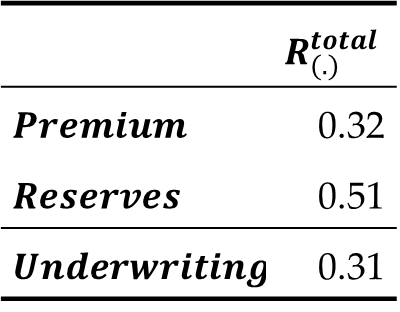 R^{total}_{(.)}
Premium 0.32
Reserves 0.51
Underwriting 0.31